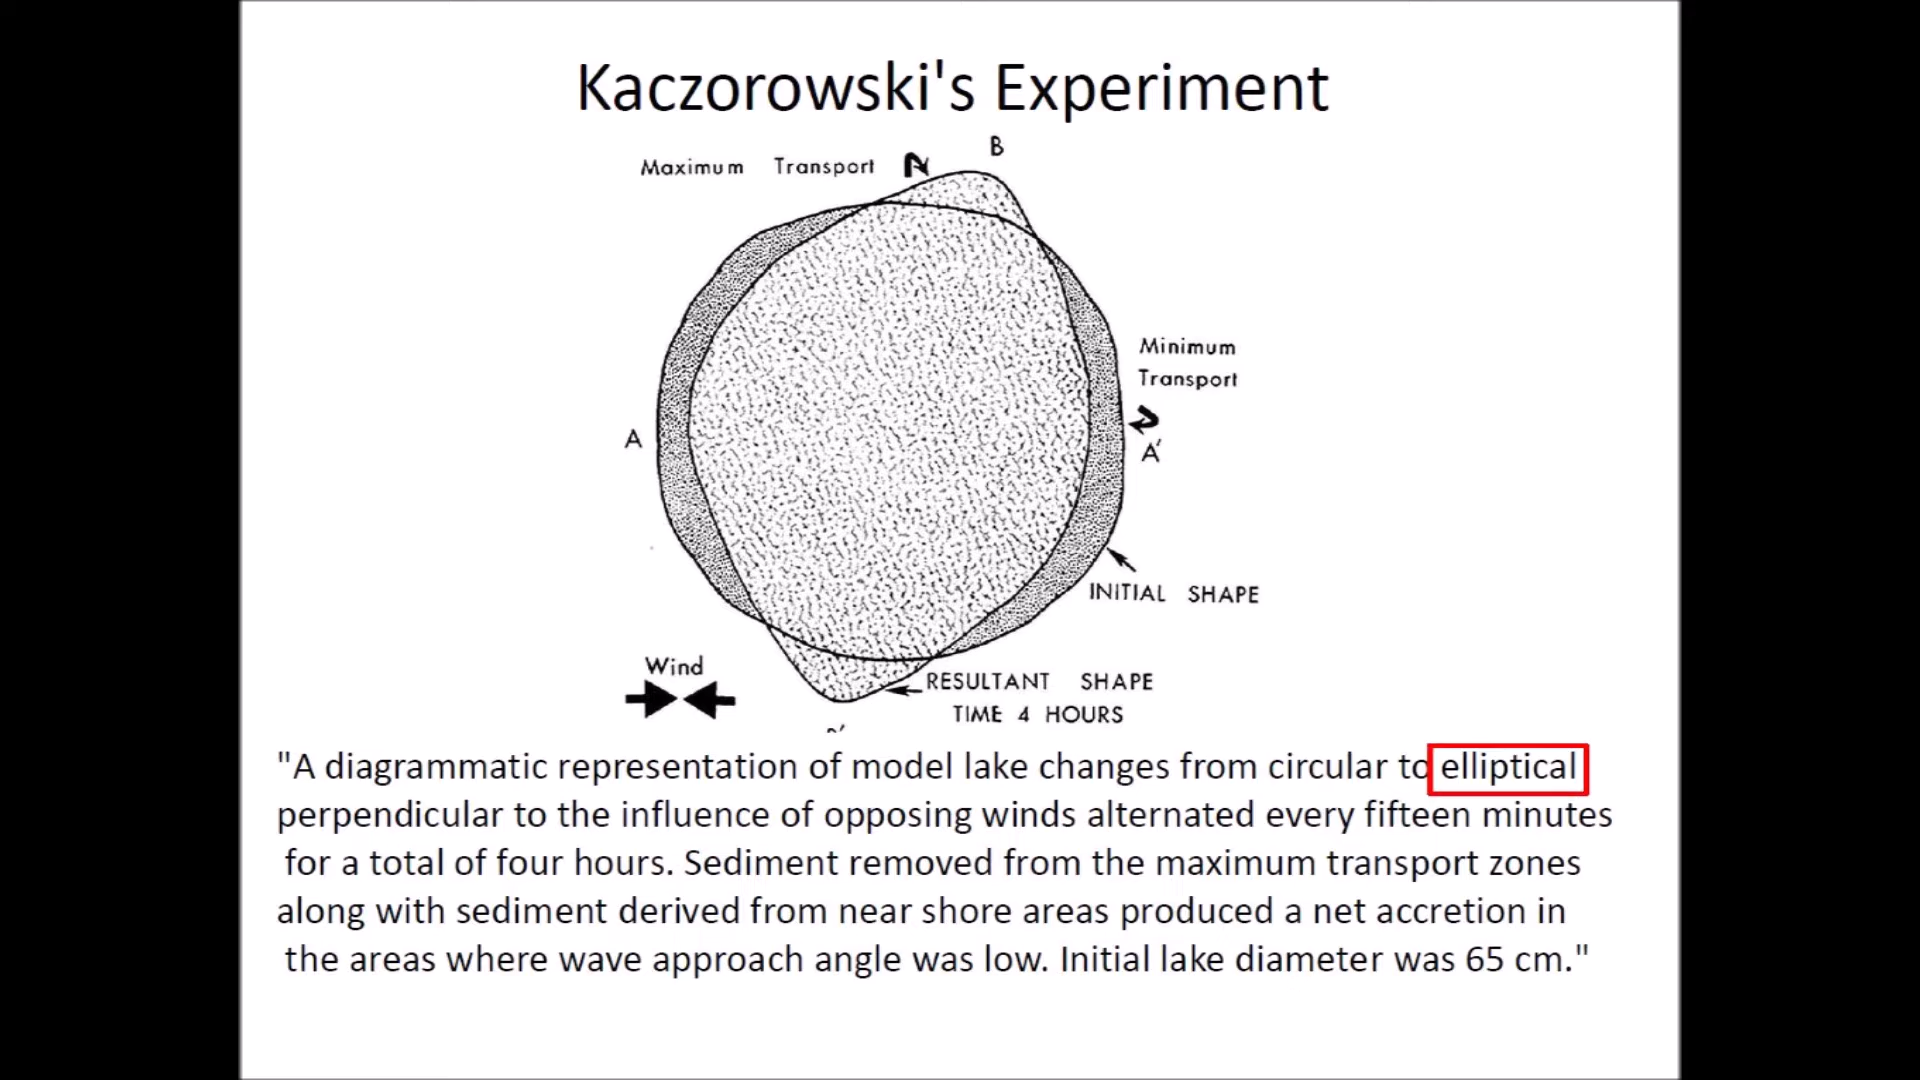 Kaczorowski's Experiment
B
Maximum Transport
Minimum
Transport
A
A'
INITIAL SHAPE
Wind
RESULTANT SHAPE
TIME 4 HOURS
"A diagrammatic representation of model lake changes from circular to elliptical
perpendicular to the influence of opposing winds alternated every fifteen minutes
for a total of four hours. Sediment removed from the maximum transport zones
along with sediment derived from near shore areas produced a net accretion in
the areas where wave approach angle was low. Initial lake diameter was 65 cm."